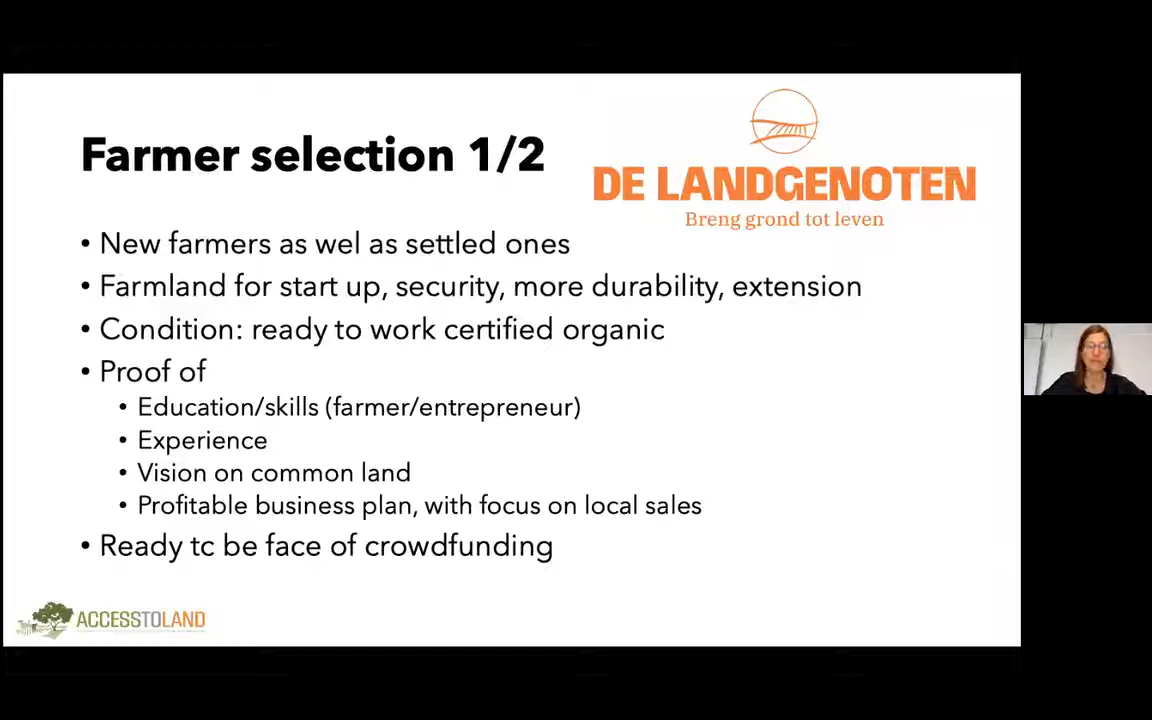 Farmer selection 1/2
DE LANDGENOTEN
Breng grond tot leven
• New farmers as wel as settled ones
• Farmland for start up, security, more durability, extension
• Condition: ready to work certified organic
• Proof of
• Education/skills (farmer/entrepreneur)
• Experience
• Vision on common land
• Profitable business plan, with focus on local sales
• Ready tc be face of crowdfunding
ACCESSTOLAND